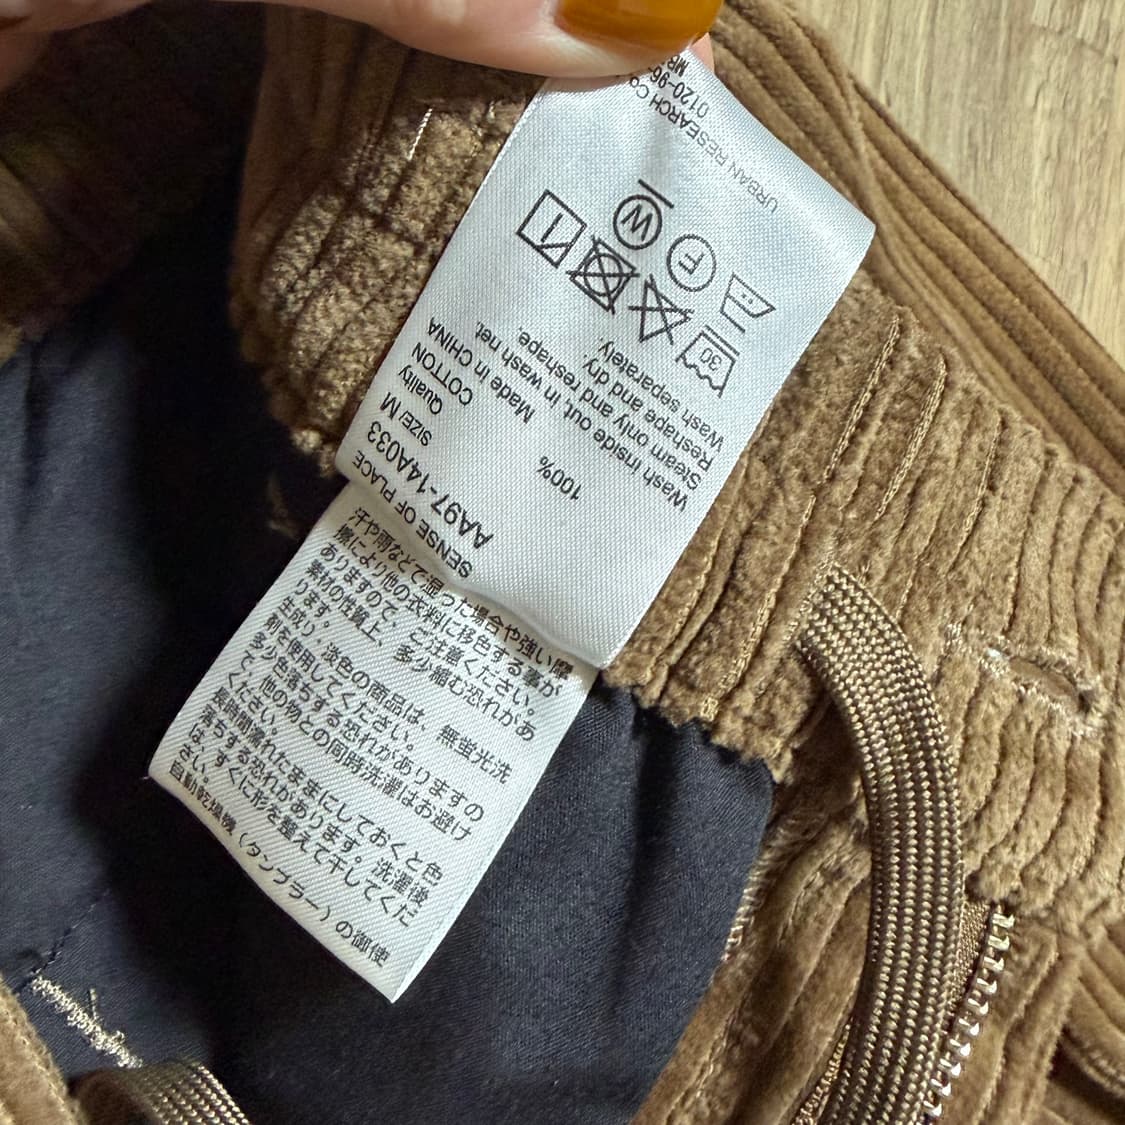 SENSE OF PLACE
AA97-14A033
SIZE/ M
Quality
COTTON 100%
Made in CHINA
Wash inside out, in wash net.
Steam only and reshape.
Reshape and dry.
Wash separately.
30
F
W
URBAN RESEARCH Co
0120-96-
汗や雨などで湿った場合や強い摩
擦により他の衣料に移色する事が
ありますので、ご注意ください。
素材の性質上、多少縮む恐れがあ
ります。
生成り、淡色の商品は、無蛍光洗
剤を使用してください。
多少色落ちする恐れがありますの
で、他の物との同時洗濯はお避け
ください。
長時間濡れたままにしておくと色
落ちする恐れがあります。洗濯後
は、すぐに形を整えて干してくだ
さい。
自動乾燥機（タンブラー）の御使